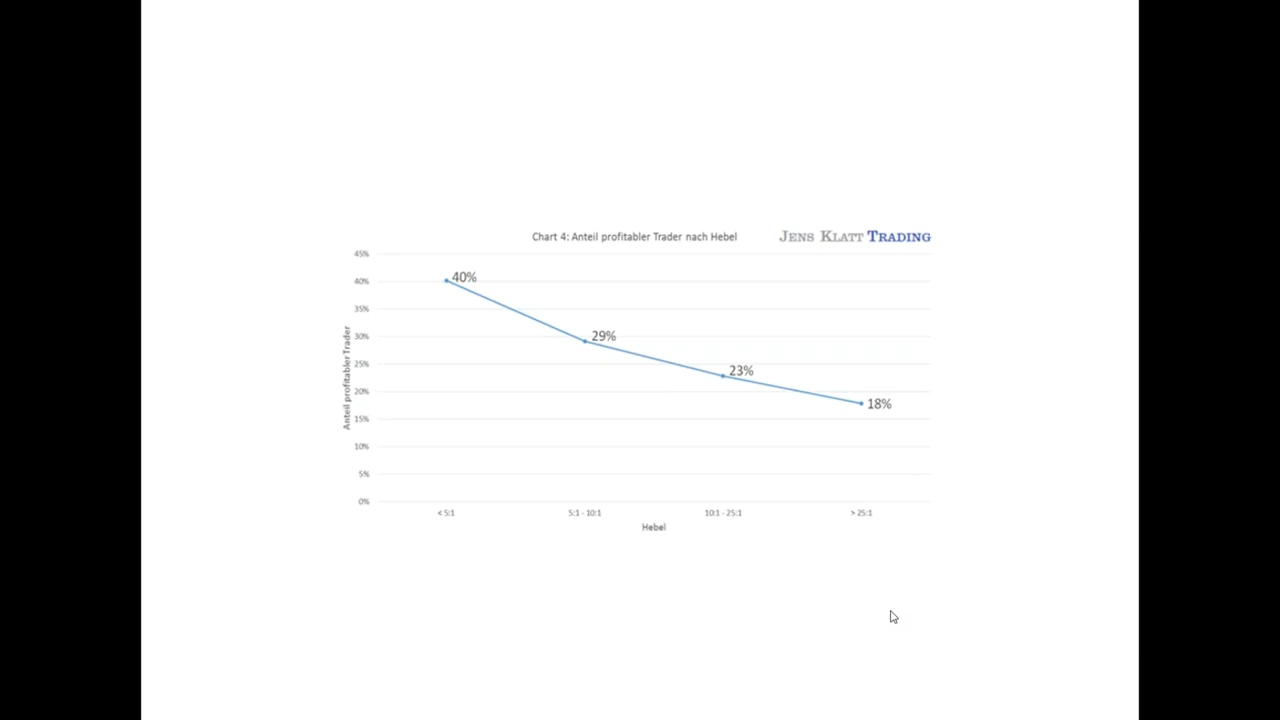 Chart 4: Anteil profitabler Trader nach Hebel
JENS KLATT TRADING
45%
40%
35%
30%
25%
20%
15%
10%
5%
0%
Anteil profitabler Trader
40%
29%
23%
18%
< 5:1
5:1 - 10:1
10:1 - 25:1
> 25:1
Hebel